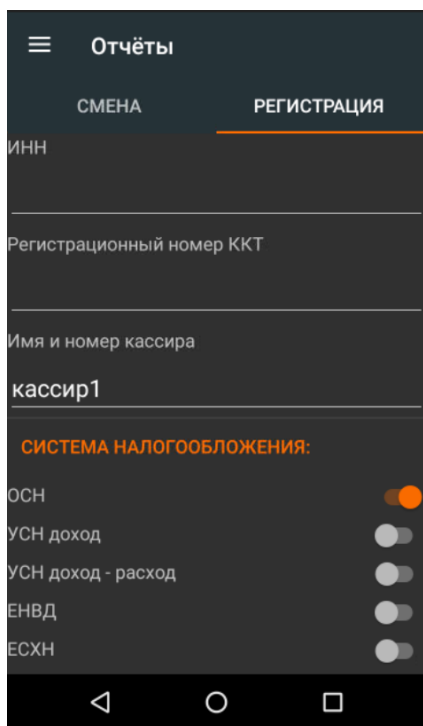 Отчёты
СМЕНА РЕГИСТРАЦИЯ
ИНН
Регистрационный номер ККТ
Имя и номер кассира
кассир1
СИСТЕМА НАЛОГООБЛОЖЕНИЯ:
ОСН
УСН доход
УСН доход - расход
ЕНВД
ЕСХН